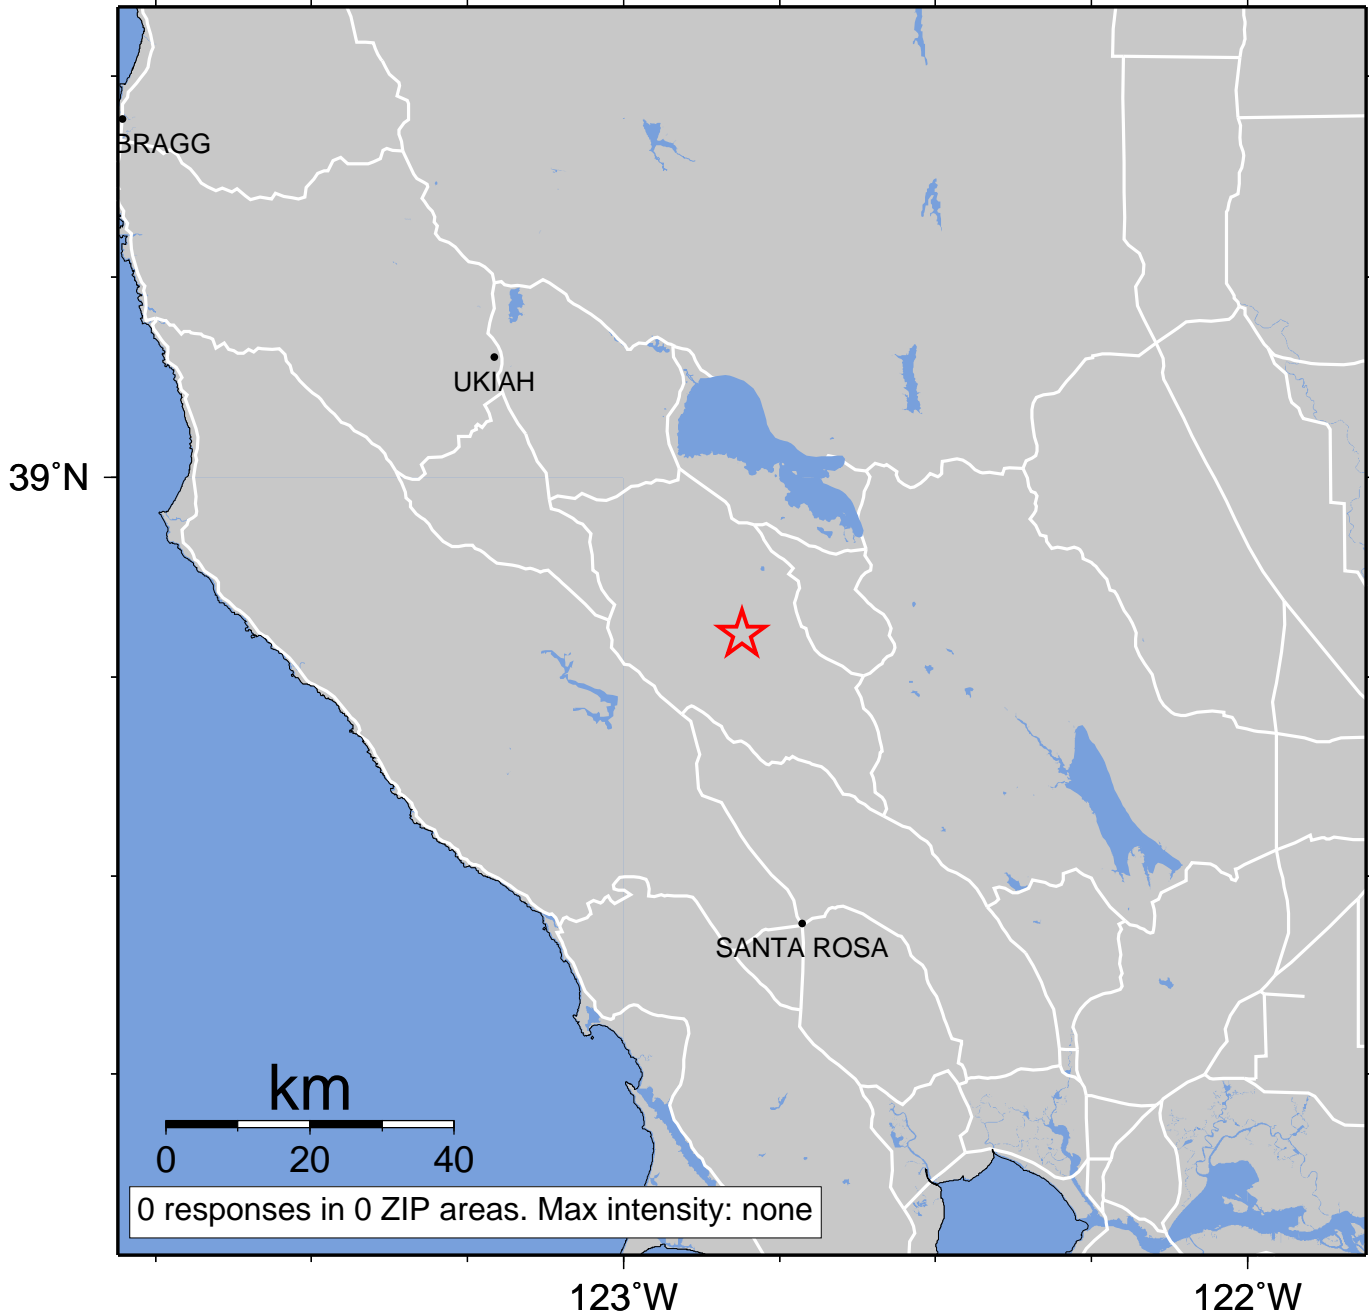 BRAGG
UKIAH
39°N
SANTA ROSA
km
0 20 40
0 responses in 0 ZIP areas. Max intensity: none
123°W 122°W